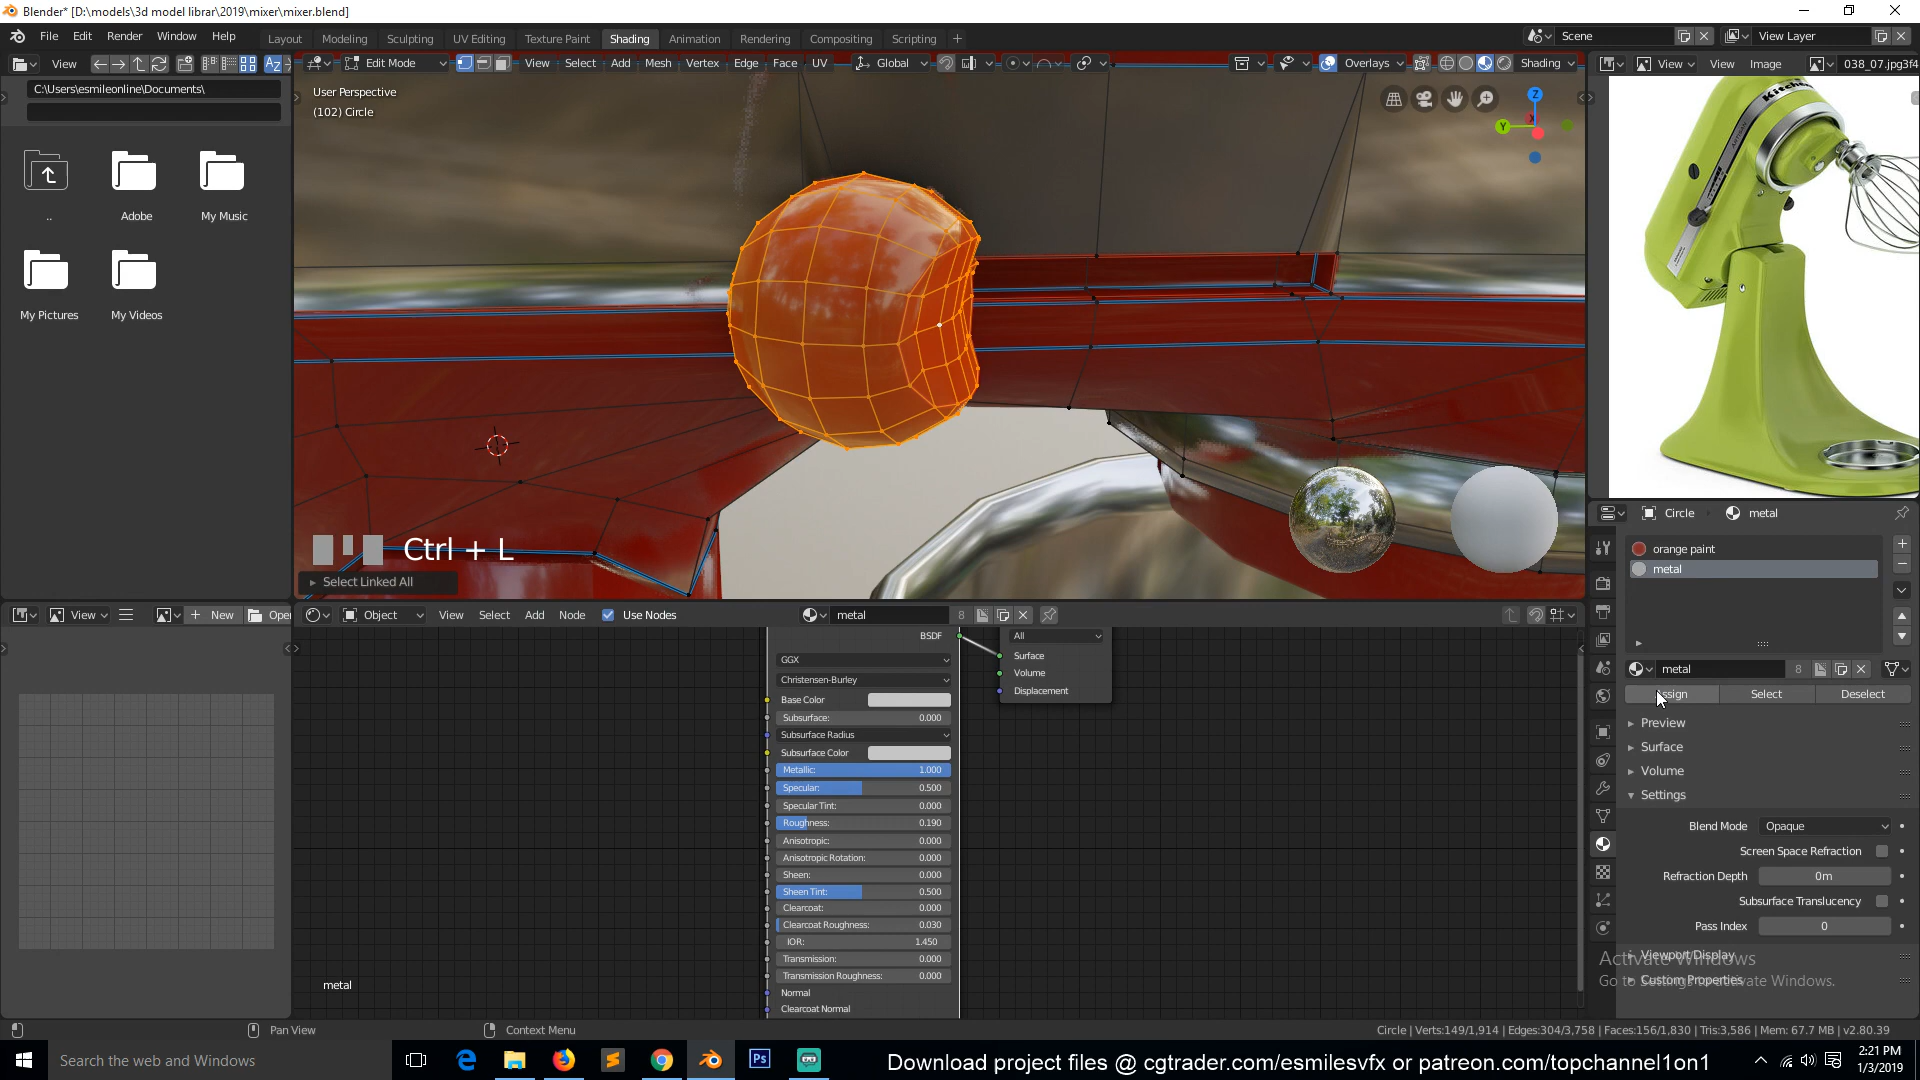 Blender* [D:\models\3d model librar\2019\mixer\mixer.blend]
File Edit Render Window Help
Layout Modeling Sculpting UV Editing Texture Paint Shading Animation Rendering Compositing Scripting +
Scene
View Layer
View
Edit Mode
View Select Add Mesh Vertex Edge Face UV
Global
Overlays
Shading
View View Image
038_07.jpg3f4
C:\Users\esmileonline\Documents\
..
Adobe
My Music
My Pictures
My Videos
User Perspective
(102) Circle
Z
Y
X
Ctrl + L
Select Linked All
KitchenA
ARTISAN
Circle
metal
orange paint
metal
metal
8
Assign Select Deselect
Preview
Surface
Volume
Settings
Blend Mode Opaque
Screen Space Refraction
Refraction Depth 0m
Subsurface Translucency
Pass Index 0
Viewport Display
Custom Properties
Activate Windows
Go to Settings to activate Windows.
View
New
Open
Object
View Select Add Node Use Nodes
metal
8
BSDF
GGX
Christensen-Burley
Base Color
Subsurface: 0.000
Subsurface Radius
Subsurface Color
Metallic: 1.000
Specular: 0.500
Specular Tint: 0.000
Roughness: 0.190
Anisotropic: 0.000
Anisotropic Rotation: 0.000
Sheen: 0.000
Sheen Tint: 0.500
Clearcoat: 0.000
Clearcoat Roughness: 0.030
IOR: 1.450
Transmission: 0.000
Transmission Roughness: 0.000
Normal
Clearcoat Normal
All
Surface
Volume
Displacement
metal
Pan View
Context Menu
Circle | Verts:149/1,914 | Edges:304/3,758 | Faces:156/1,830 | Tris:3,586 | Mem: 67.7 MB | v2.80.39
Search the web and Windows
Ps
Download project files @ cgtrader.com/esmilesvfx or patreon.com/topchannel1on1
2:21 PM
1/3/2019